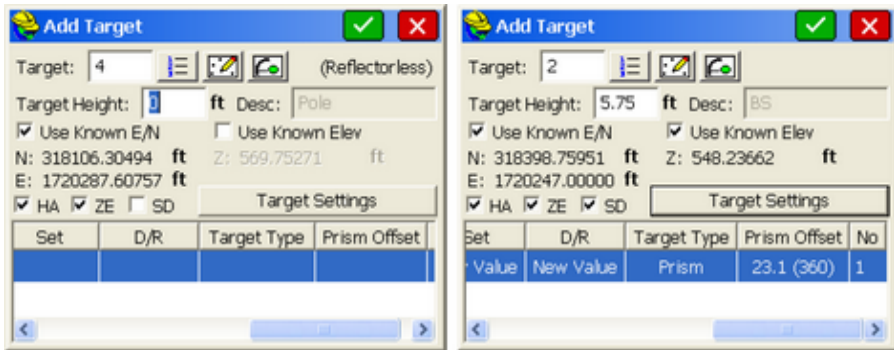 Add Target
Target: 4 (Reflectorless)
Target Height: 0 ft Desc: Pole
Use Known E/N Use Known Elev
N: 318106.30494 ft Z: 569.75271 ft
E: 1720287.60757 ft
HA ZE SD Target Settings
Set D/R Target Type Prism Offset
Add Target
Target: 2
Target Height: 5.75 ft Desc: BS
Use Known E/N Use Known Elev
N: 318398.75951 ft Z: 548.23662 ft
E: 1720247.00000 ft
HA ZE SD Target Settings
Set D/R Target Type Prism Offset No
Value New Value Prism 23.1 (360) 1